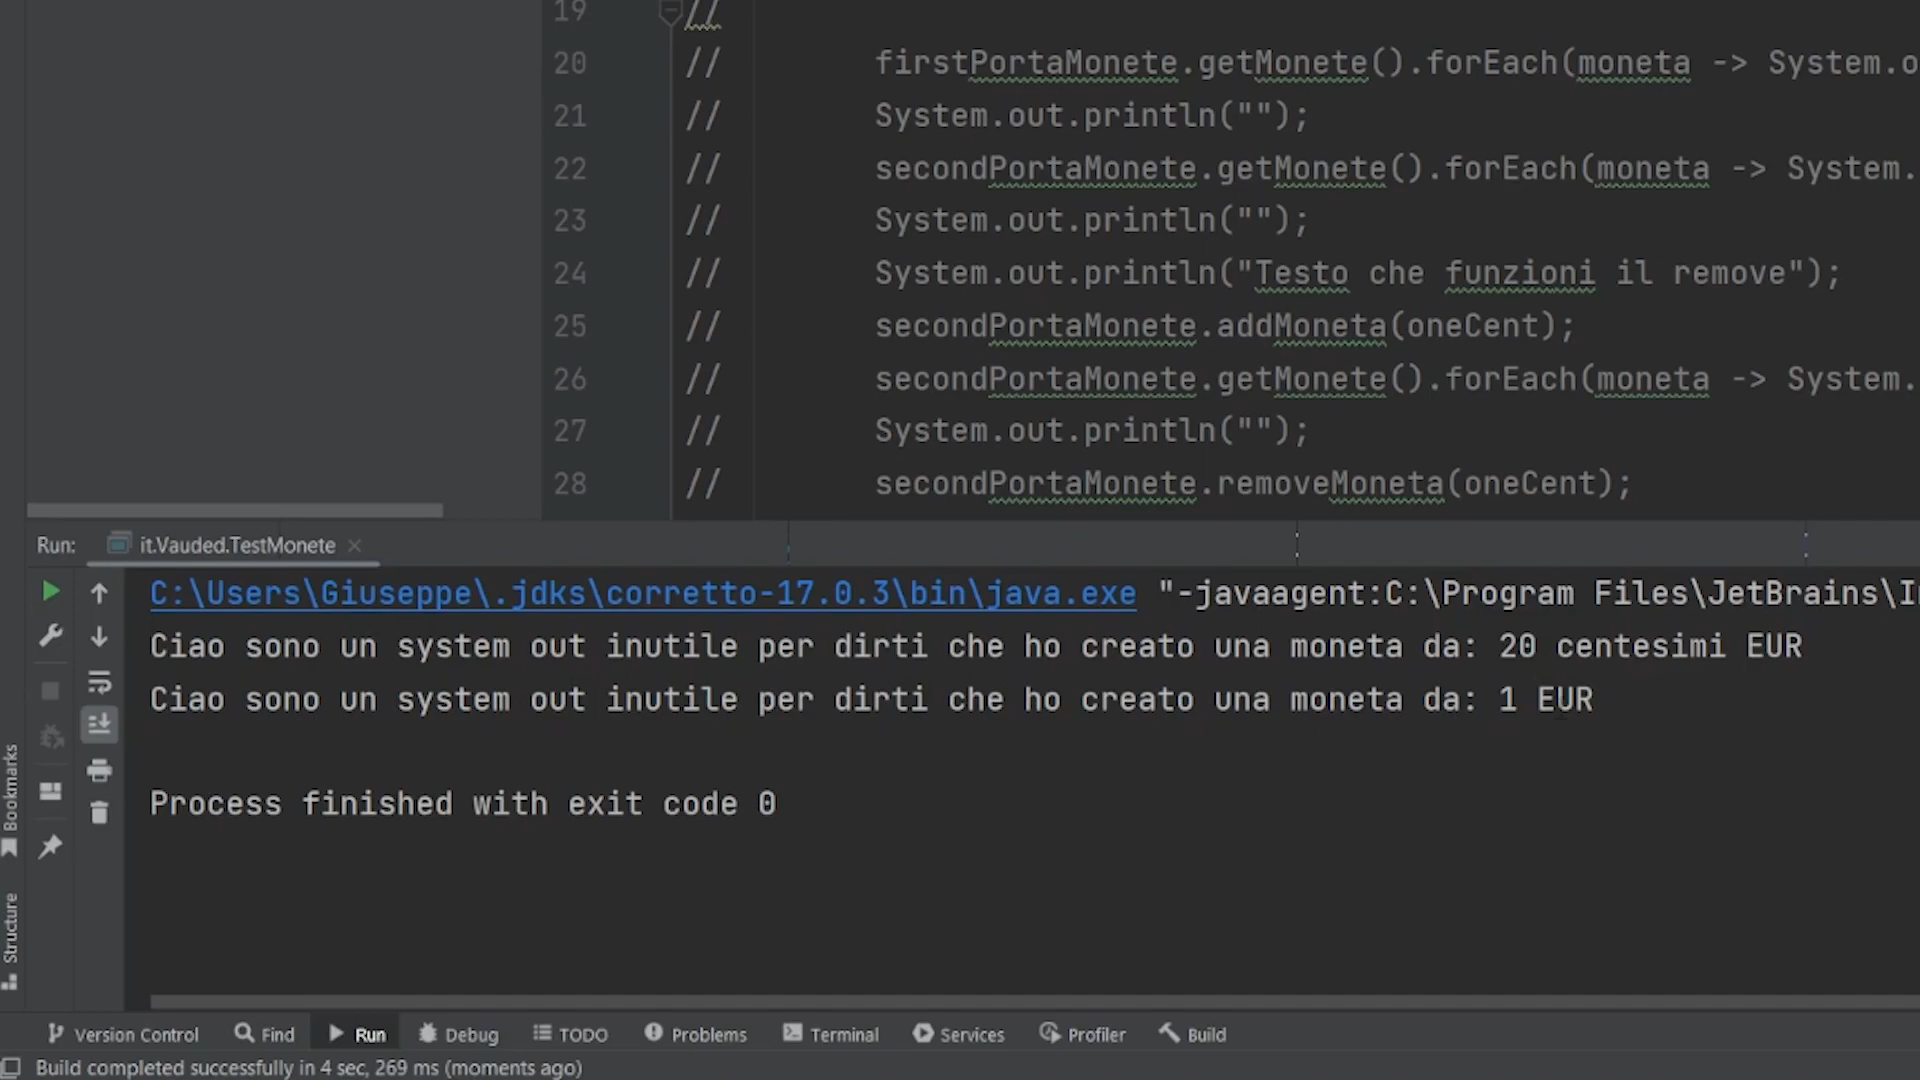 19 //
20 // firstPortaMonete.getMonete().forEach(moneta -> System.o
21 // System.out.println("");
22 // secondPortaMonete.getMonete().forEach(moneta -> System.
23 // System.out.println("");
24 // System.out.println("Testo che funzioni il remove");
25 // secondPortaMonete.addMoneta(oneCent);
26 // secondPortaMonete.getMonete().forEach(moneta -> System.
27 // System.out.println("");
28 // secondPortaMonete.removeMoneta(oneCent);
Run: it.Vauded.TestMonete
C:\Users\Giuseppe\.jdks\corretto-17.0.3\bin\java.exe "-javaagent:C:\Program Files\JetBrains\I
Ciao sono un system out inutile per dirti che ho creato una moneta da: 20 centesimi EUR
Ciao sono un system out inutile per dirti che ho creato una moneta da: 1 EUR
Process finished with exit code 0
Bookmarks
Structure
Version Control Find Run Debug TODO Problems Terminal Services Profiler Build
Build completed successfully in 4 sec, 269 ms (moments ago)